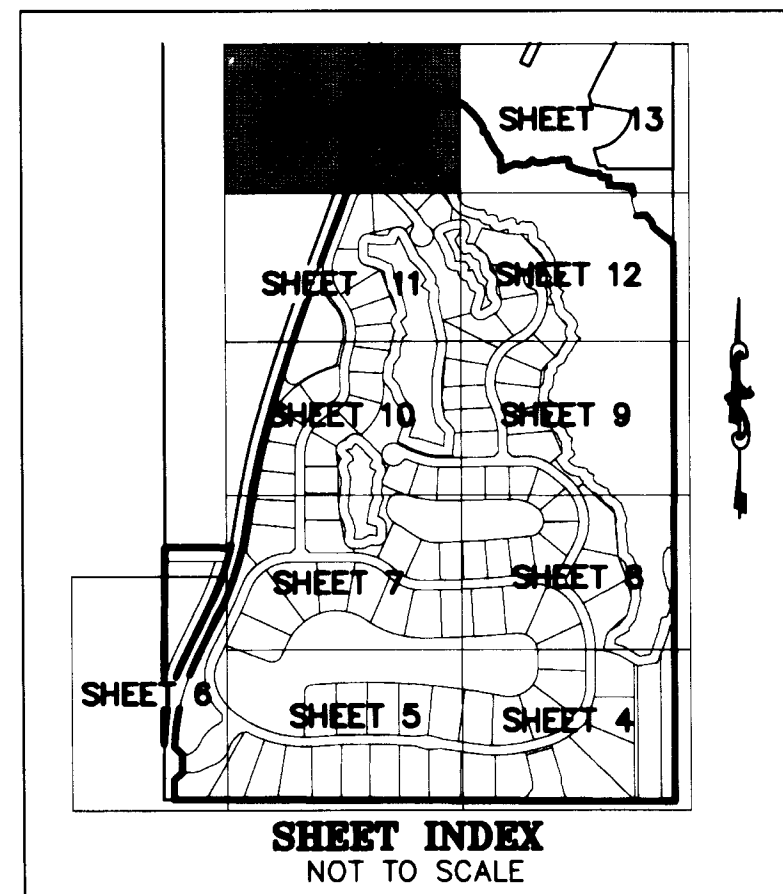 SHEET 13
SHEET 11
SHEET 12
SHEET 10
SHEET 9
SHEET 7
SHEET 8
SHEET 6
SHEET 5
SHEET 4
SHEET INDEX
NOT TO SCALE